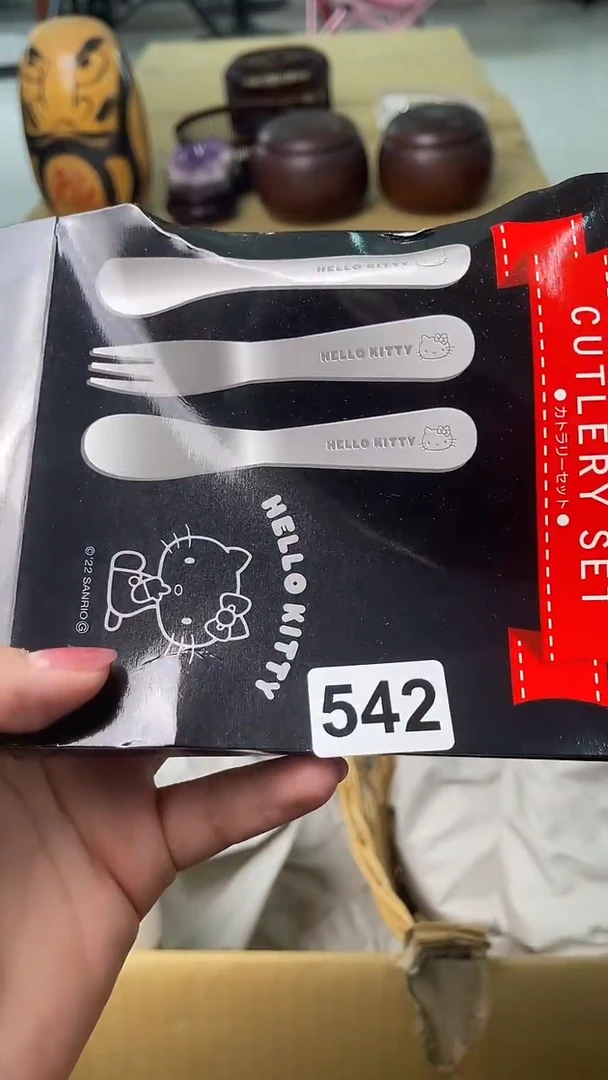 HELLO KITTY
HELLO KITTY
HELLO KITTY
HELLO KITTY
©'22 SANRIO Ⓖ
CUTLERY SET
●カトラリーセット●
542